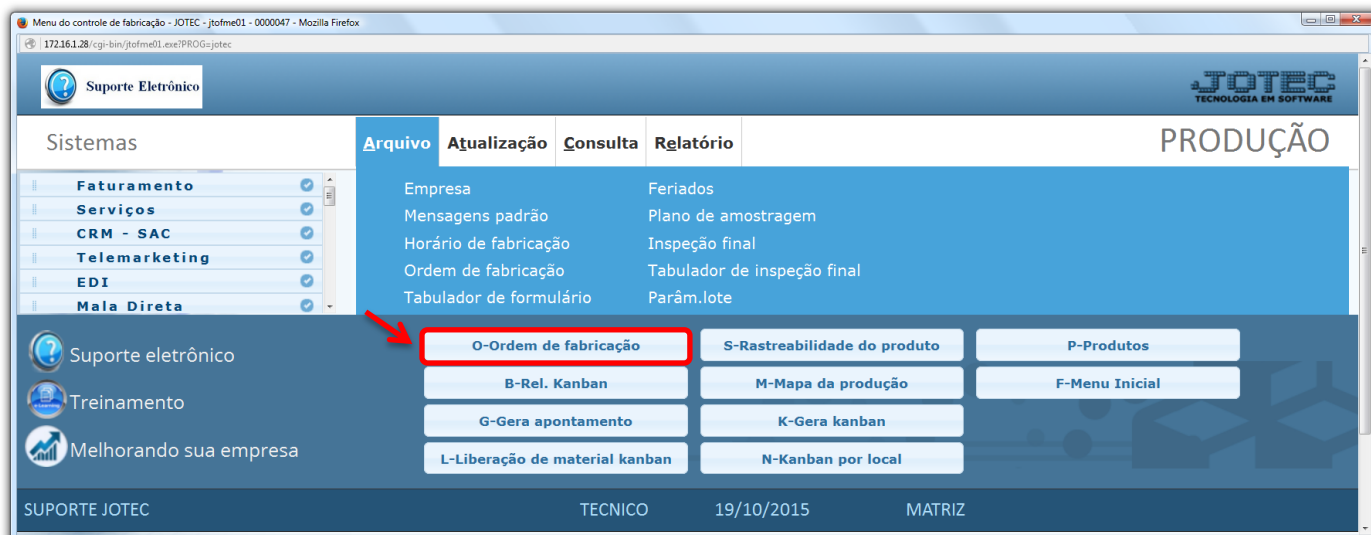 Menu do controle de fabricação - JOTEC - jtofme01 - 0000047 - Mozilla Firefox
172.16.1.28/cgi-bin/jtofme01.exe?PROG=jotec
Suporte Eletrônico
JOTEC
TECNOLOGIA EM SOFTWARE
Sistemas
Arquivo Atualização Consulta Relatório
PRODUÇÃO
Faturamento
Serviços
CRM - SAC
Telemarketing
EDI
Mala Direta
Empresa Feriados
Mensagens padrão Plano de amostragem
Horário de fabricação Inspeção final
Ordem de fabricação Tabulador de inspeção final
Tabulador de formulário Parâm.lote
Suporte eletrônico
Treinamento
Melhorando sua empresa
O-Ordem de fabricação S-Rastreabilidade do produto P-Produtos
B-Rel. Kanban M-Mapa da produção F-Menu Inicial
G-Gera apontamento K-Gera kanban
L-Liberação de material kanban N-Kanban por local
SUPORTE JOTEC TECNICO 19/10/2015 MATRIZ